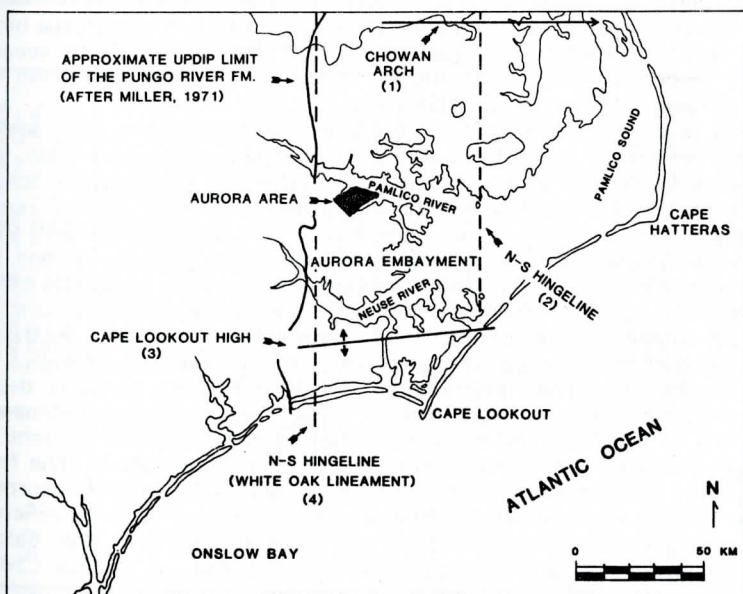 APPROXIMATE UPDIP LIMIT
OF THE PUNGO RIVER FM.
(AFTER MILLER, 1971)
CHOWAN
ARCH
(1)
PAMLICO SOUND
AURORA AREA
PAMLICO RIVER
CAPE
HATTERAS
AURORA EMBAYMENT
N-S HINGELINE
(2)
NEUSE RIVER
CAPE LOOKOUT HIGH
(3)
CAPE LOOKOUT
N-S HINGELINE
(WHITE OAK LINEAMENT)
(4)
ATLANTIC OCEAN
N
ONSLOW BAY
0 50 KM